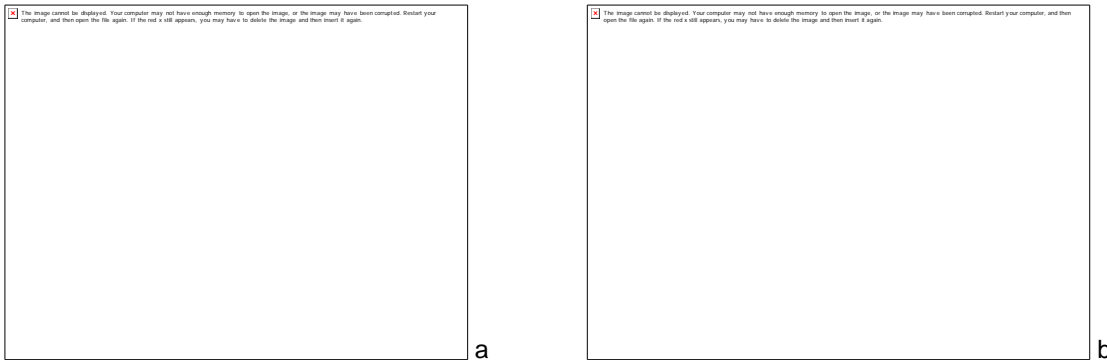 The image cannot be displayed. Your computer may not have enough memory to open the image, or the image may have been corrupted. Restart your
computer, and then open the file again. If the red x still appears, you may have to delete the image and then insert it again.
a
The image cannot be displayed. Your computer may not have enough memory to open the image, or the image may have been corrupted. Restart your computer, and then
open the file again. If the red x still appears, you may have to delete the image and then insert it again.
b